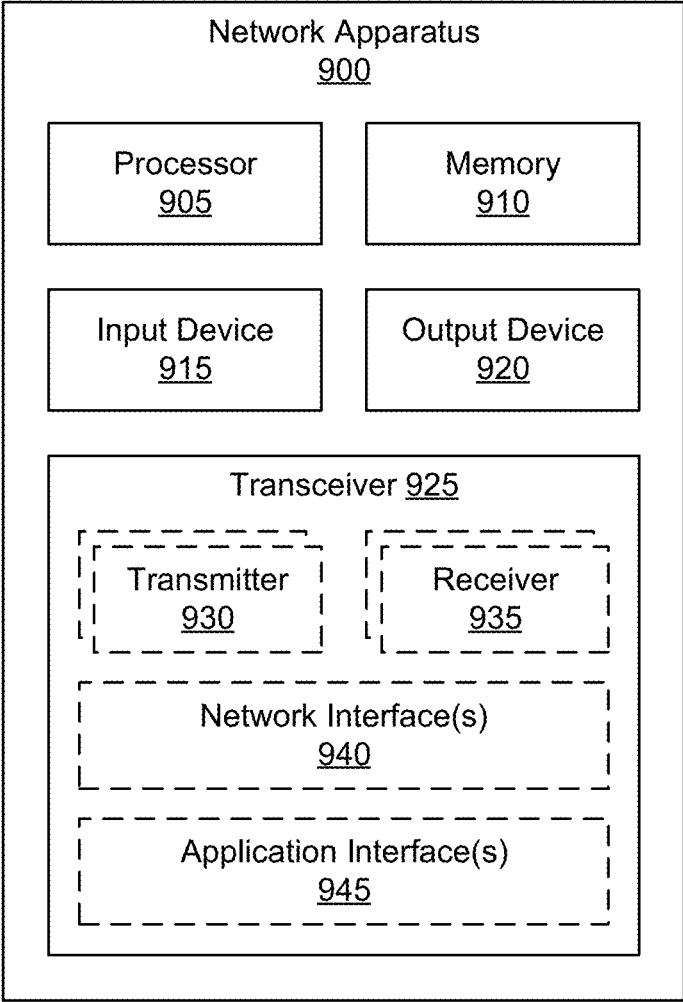 Network Apparatus
900
Processor
905
Memory
910
Input Device
915
Output Device
920
Transceiver 925
Transmitter
930
Receiver
935
Network Interface(s)
940
Application Interface(s)
945